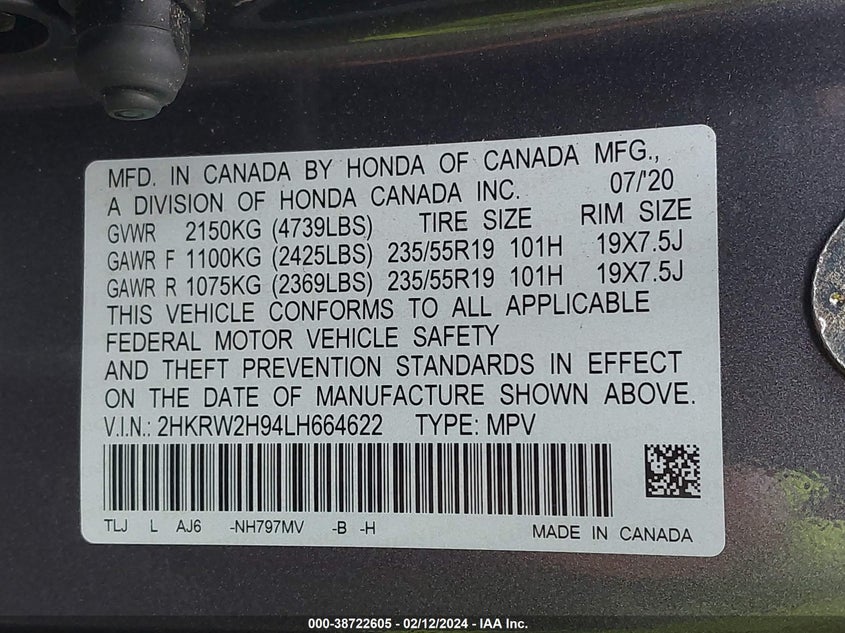 MFD. IN CANADA BY HONDA OF CANADA MFG.,
A DIVISION OF HONDA CANADA INC. 07/'20
GVWR 2150KG (4739LBS) TIRE SIZE RIM SIZE
GAWR F 1100KG (2425LBS) 235/55R19 101H 19X7.5J
GAWR R 1075KG (2369LBS) 235/55R19 101H 19X7.5J
THIS VEHICLE CONFORMS TO ALL APPLICABLE
FEDERAL MOTOR VEHICLE SAFETY
AND THEFT PREVENTION STANDARDS IN EFFECT
ON THE DATE OF MANUFACTURE SHOWN ABOVE.
V.I.N.: 2HKRW2H94LH664622 TYPE: MPV
TLJ L AJ6 -NH797MV -B -H MADE IN CANADA
000-38722605 - 02/12/2024 - IAA Inc.